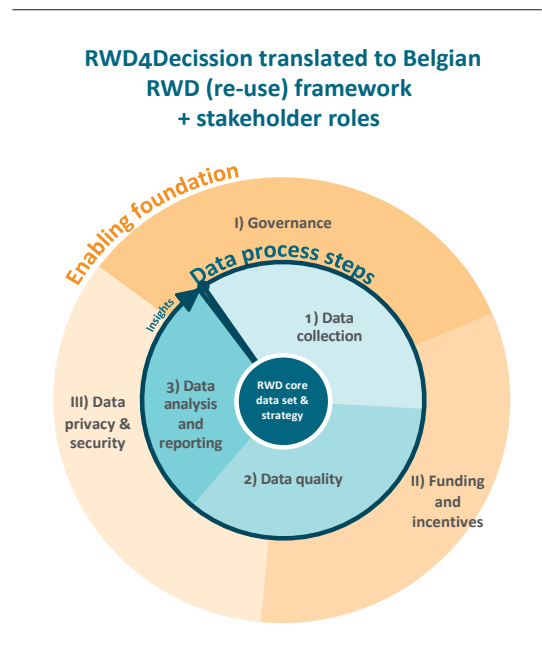 RWD4Decission translated to Belgian
RWD (re-use) framework
+ stakeholder roles
Enabling foundation
I) Governance
Data process steps
Insights
1) Data
collection
RWD core
data set &
strategy
3) Data
analysis
and
reporting
III) Data
privacy &
security
2) Data quality
II) Funding
and
incentives